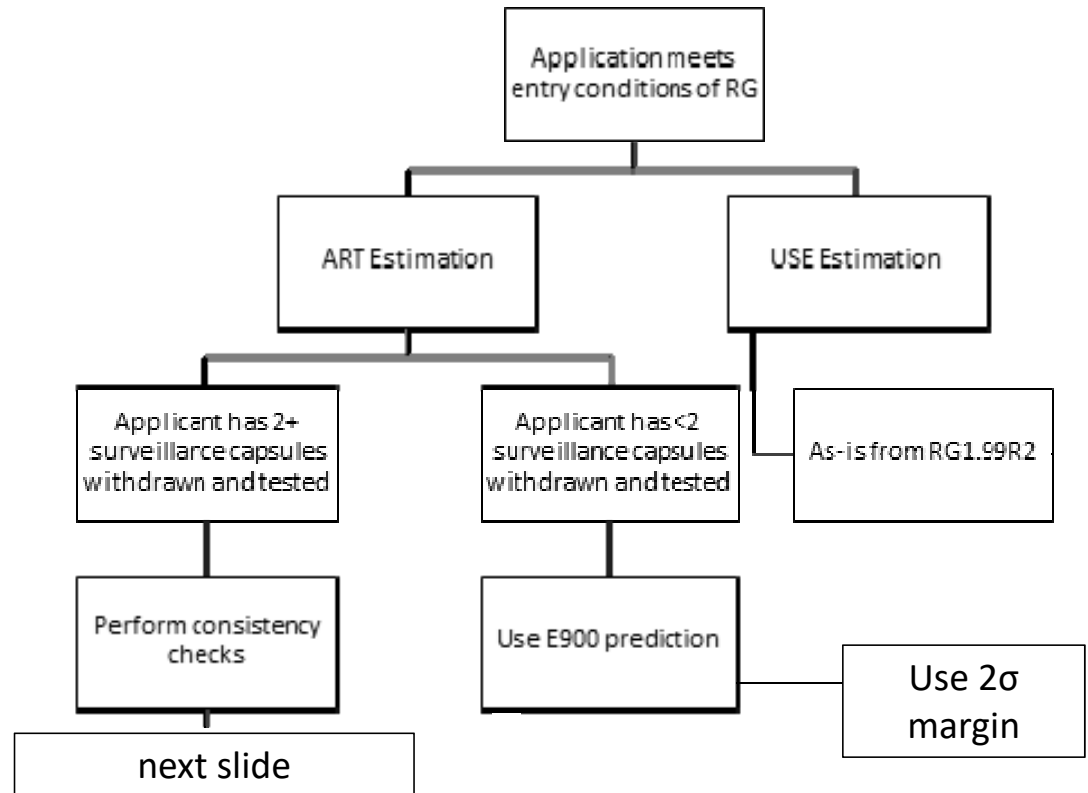 Application meets
entry conditions of RG
ART Estimation
USE Estimation
Applicant has 2+
surveillance capsules
withdrawn and tested
Applicant has <2
surveillance capsules
withdrawn and tested
As-is from RG1.99R2
Perform consistency
checks
Use E900 prediction
Use 2σ
margin
next slide